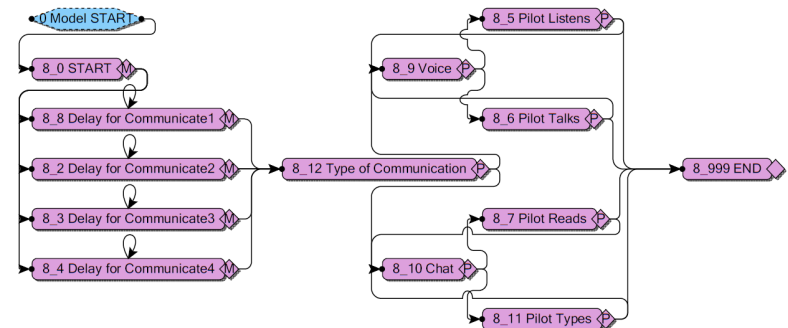 0 Model START
8_0 START M
8_8 Delay for Communicate1 M
8_2 Delay for Communicate2 M
8_3 Delay for Communicate3 M
8_4 Delay for Communicate4 M
8_12 Type of Communication P
8_5 Pilot Listens P
8_9 Voice P
8_6 Pilot Talks P
8_7 Pilot Reads P
8_10 Chat P
8_11 Pilot Types P
8_999 END